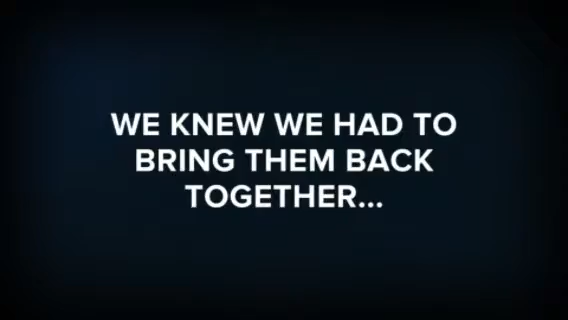 WE KNEW WE HAD TO
BRING THEM BACK
TOGETHER...